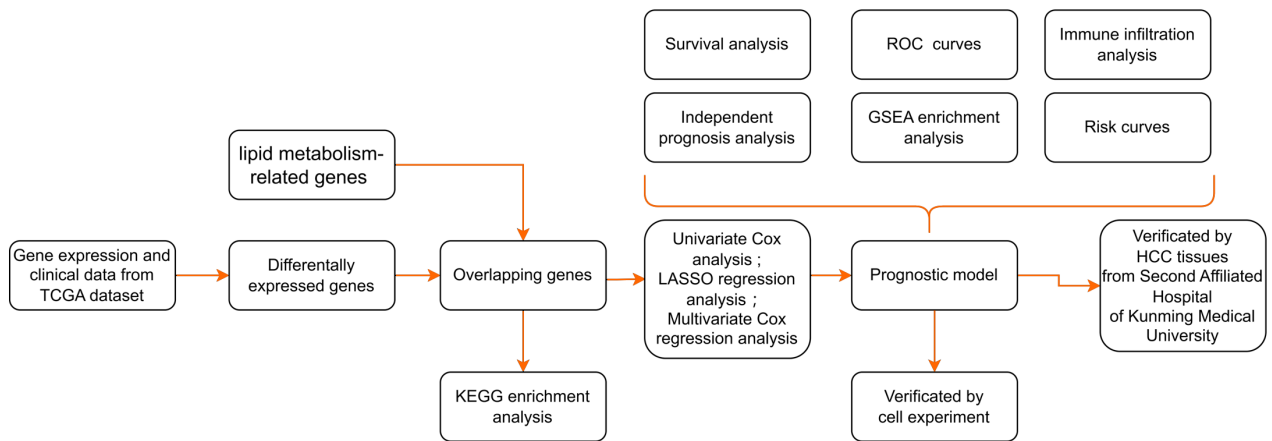 Survival analysis
ROC curves
Immune infiltration
analysis
Independent
prognosis analysis
GSEA enrichment
analysis
Risk curves
lipid metabolism-
related genes
Gene expression and
clinical data from
TCGA dataset
Differentially
expressed genes
Overlapping genes
Univariate Cox
analysis ;
LASSO regression
analysis ;
Multivariate Cox
regression analysis
Prognostic model
Verificated by
HCC tissues
from Second Affiliated
Hospital
of Kunming Medical
University
KEGG enrichment
analysis
Verificated by
cell experiment